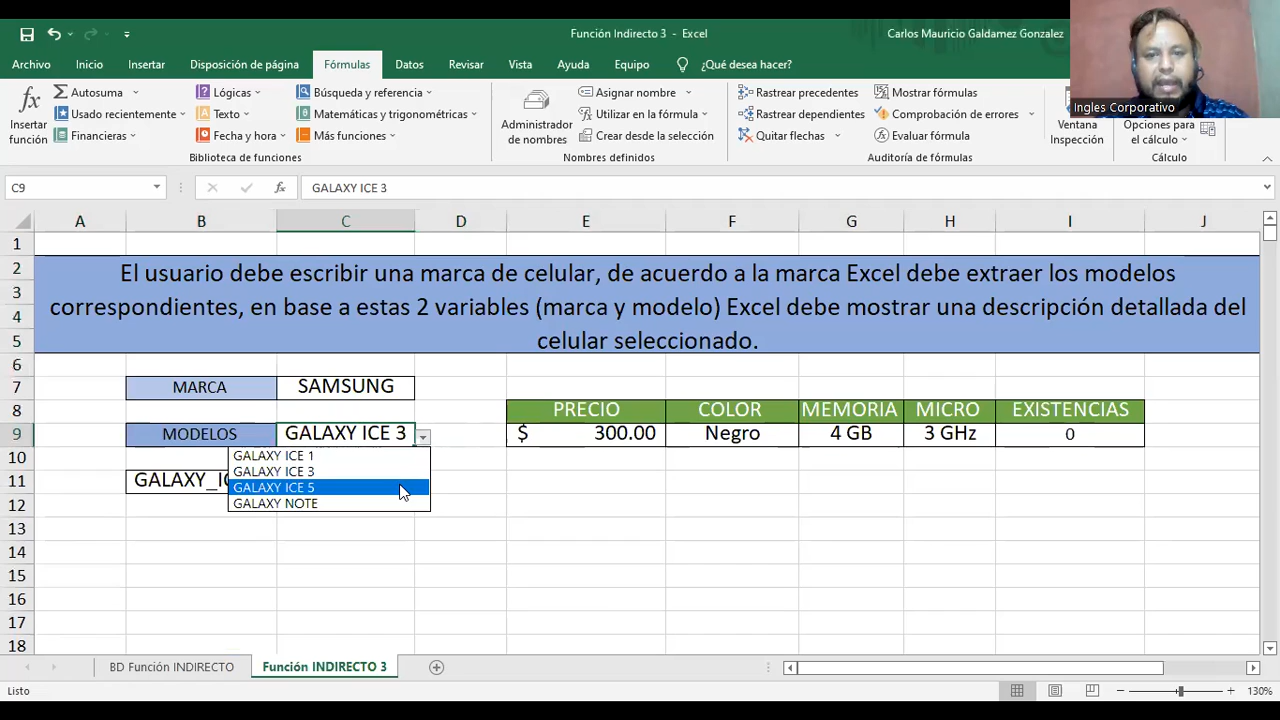 Función Indirecto 3 - Excel
Carlos Mauricio Galdamez Gonzalez
Archivo Inicio Insertar Disposición de página Fórmulas Datos Revisar Vista Ayuda Equipo ¿Qué desea hacer?
Ingles Corporativo
fx Insertar función
Autosuma
Usado recientemente
Financieras
Lógicas
Texto
Fecha y hora
Búsqueda y referencia
Matemáticas y trigonométricas
Más funciones
Biblioteca de funciones
Administrador de nombres
Asignar nombre
Utilizar en la fórmula
Crear desde la selección
Nombres definidos
Rastrear precedentes
Rastrear dependientes
Quitar flechas
Mostrar fórmulas
Comprobación de errores
Evaluar fórmula
Auditoría de fórmulas
Ventana Inspección
Opciones para el cálculo
Cálculo
C9 fx GALAXY ICE 3
A B C D E F G H I J
1
2
3
4
5
6
7
8
9
10
11
12
13
14
15
16
17
18
El usuario debe escribir una marca de celular, de acuerdo a la marca Excel debe extraer los modelos
correspondientes, en base a estas 2 variables (marca y modelo) Excel debe mostrar una descripción detallada del
celular seleccionado.
MARCA SAMSUNG
PRECIO COLOR MEMORIA MICRO EXISTENCIAS
MODELOS GALAXY ICE 3
$ 300.00 Negro 4 GB 3 GHz 0
GALAXY ICE 1
GALAXY ICE 3
GALAXY ICE 5
GALAXY NOTE
BD Función INDIRECTO Función INDIRECTO 3
Listo
130%